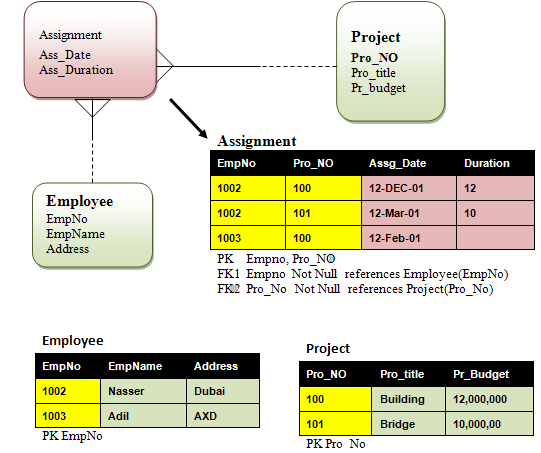 Assignment
Ass_Date
Ass_Duration
Project
Pro_NO
Pro_title
Pr_budget
Employee
EmpNo
EmpName
Address
Assignment
EmpNo Pro_NO Assg_Date Duration
1002 100 12-DEC-01 12
1002 101 12-Mar-01 10
1003 100 12-Feb-01
PK Empno, Pro_No
FK1 Empno Not Null references Employee(EmpNo)
FK2 Pro_No Not Null references Project(Pro_No)
Employee
EmpNo EmpName Address
1002 Nasser Dubai
1003 Adil AXD
PK EmpNo
Project
Pro_NO Pro_title Pr_Budget
100 Building 12,000,000
101 Bridge 10,000,00
PK Pro_No